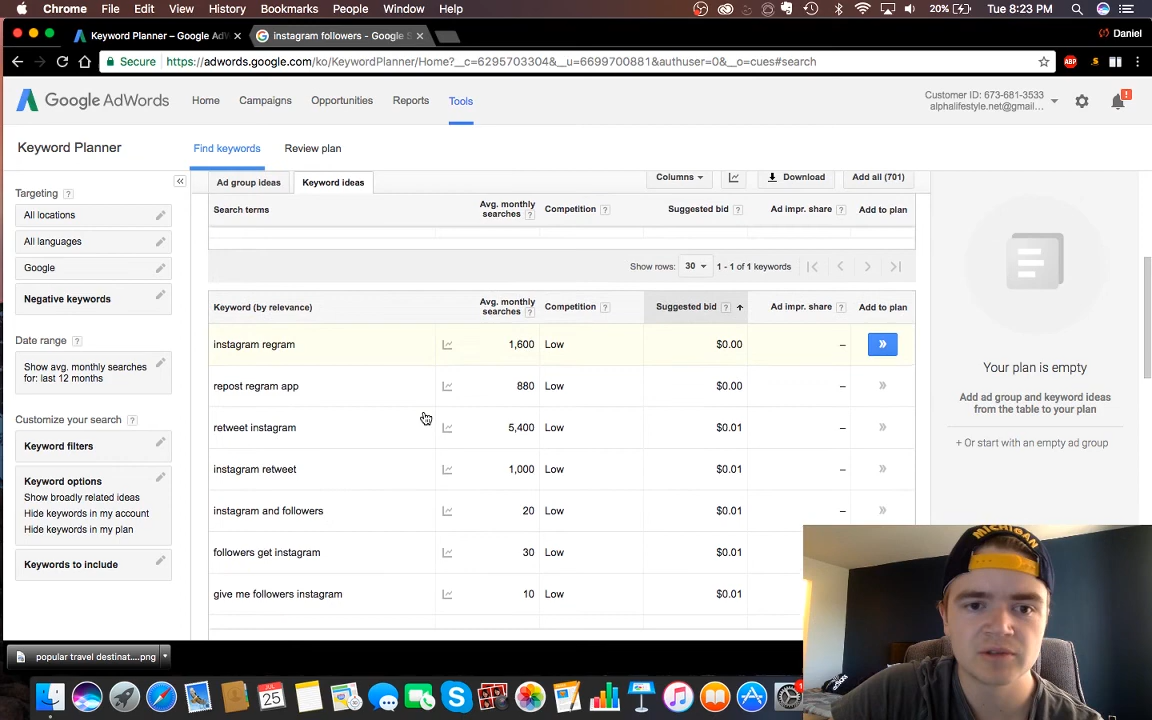 Chrome File Edit View History Bookmarks People Window Help 20% Tue 8:23 PM
Keyword Planner – Google AdW × instagram followers - Google S × Daniel
Secure https://adwords.google.com/ko/KeywordPlanner/Home?__c=6295703304&__u=6699700881&authuser=0&__o=cues#search ABP
Google AdWords Home Campaigns Opportunities Reports Tools
Customer ID: 673-681-3533
alphalifestyle.net@gmail...
!
Keyword Planner Find keywords Review plan
Targeting ?
All locations
All languages
Google
Negative keywords
Date range ?
Show avg. monthly searches
for: last 12 months
Customize your search ?
Keyword filters
Keyword options
Show broadly related ideas
Hide keywords in my account
Hide keywords in my plan
Keywords to include
Ad group ideas Keyword ideas Columns Download Add all (701)
Search terms Avg. monthly searches ? Competition ? Suggested bid ? Ad impr. share ? Add to plan
Show rows: 30 1 - 1 of 1 keywords
Keyword (by relevance) Avg. monthly searches ? Competition ? Suggested bid ? Ad impr. share ? Add to plan
instagram regram 1,600 Low $0.00 – »
repost regram app 880 Low $0.00 – »
retweet instagram 5,400 Low $0.01 – »
instagram retweet 1,000 Low $0.01 – »
instagram and followers 20 Low $0.01 – »
followers get instagram 30 Low $0.01
give me followers instagram 10 Low $0.01
Your plan is empty
Add ad group and keyword ideas
from the table to your plan
+ Or start with an empty ad group
MICHIGAN
popular travel destinat....png
JUL
25